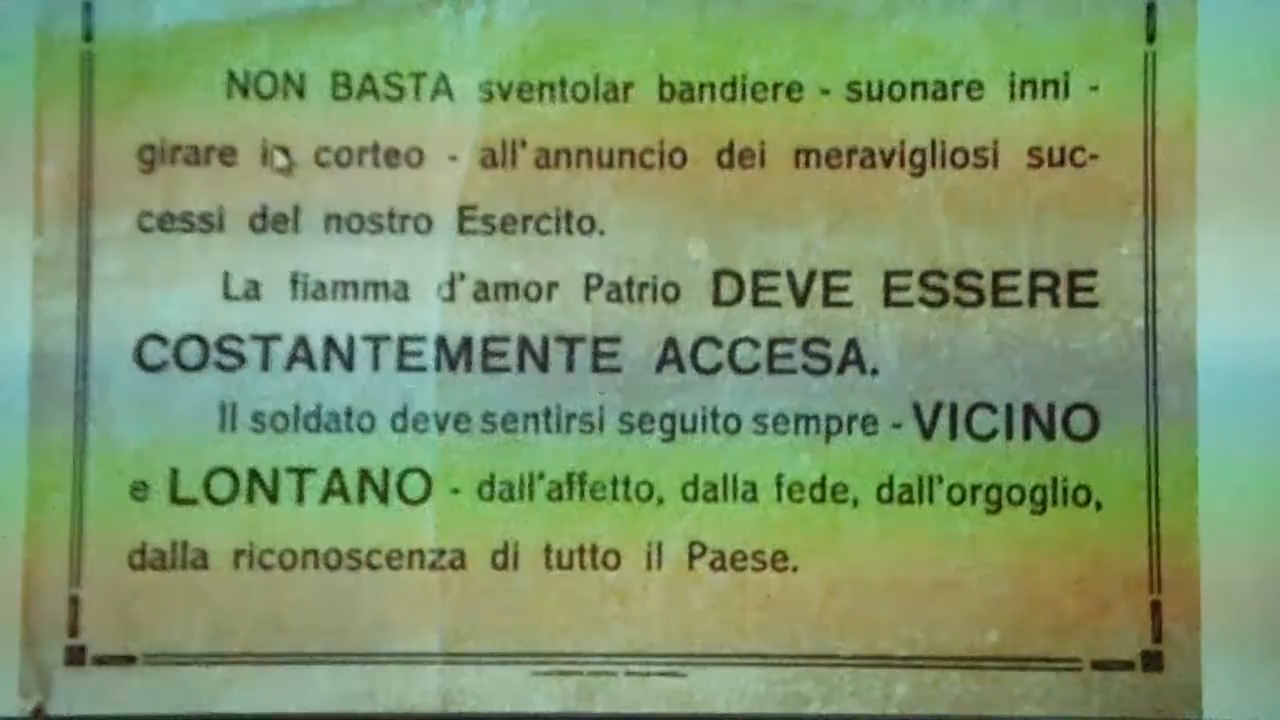 NON BASTA sventolar bandiere - suonare inni -
girare in corteo - all'annuncio dei meravigliosi suc-
cessi del nostro Esercito.
La fiamma d'amor Patrio DEVE ESSERE
COSTANTEMENTE ACCESA.
Il soldato deve sentirsi seguito sempre - VICINO
e LONTANO - dall'affetto, dalla fede, dall'orgoglio,
dalla riconoscenza di tutto il Paese.